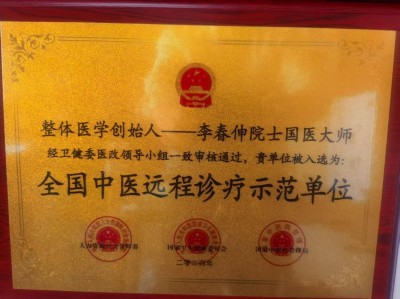 整体医学创始人——李春伸院士国医大师
经卫健委医改领导小组一致审核通过，贵单位被入选为：
全国中医远程诊疗示范单位